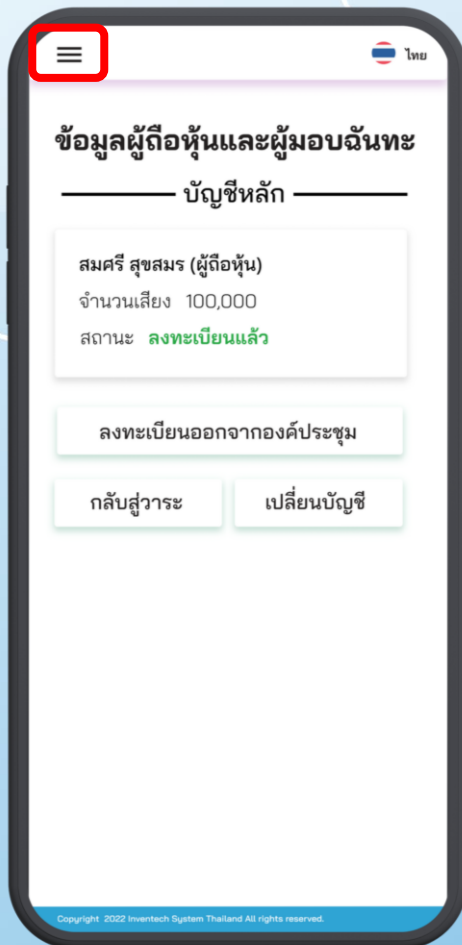 ไทย
ข้อมูลผู้ถือหุ้นและผู้มอบฉันทะ
บัญชีหลัก
สมศรี สุขสมร (ผู้ถือหุ้น)
จำนวนเสียง 100,000
สถานะ ลงทะเบียนแล้ว
ลงทะเบียนออกจากองค์ประชุม
กลับสู่วาระ เปลี่ยนบัญชี
Copyright 2022 Inventech System Thailand All rights reserved.